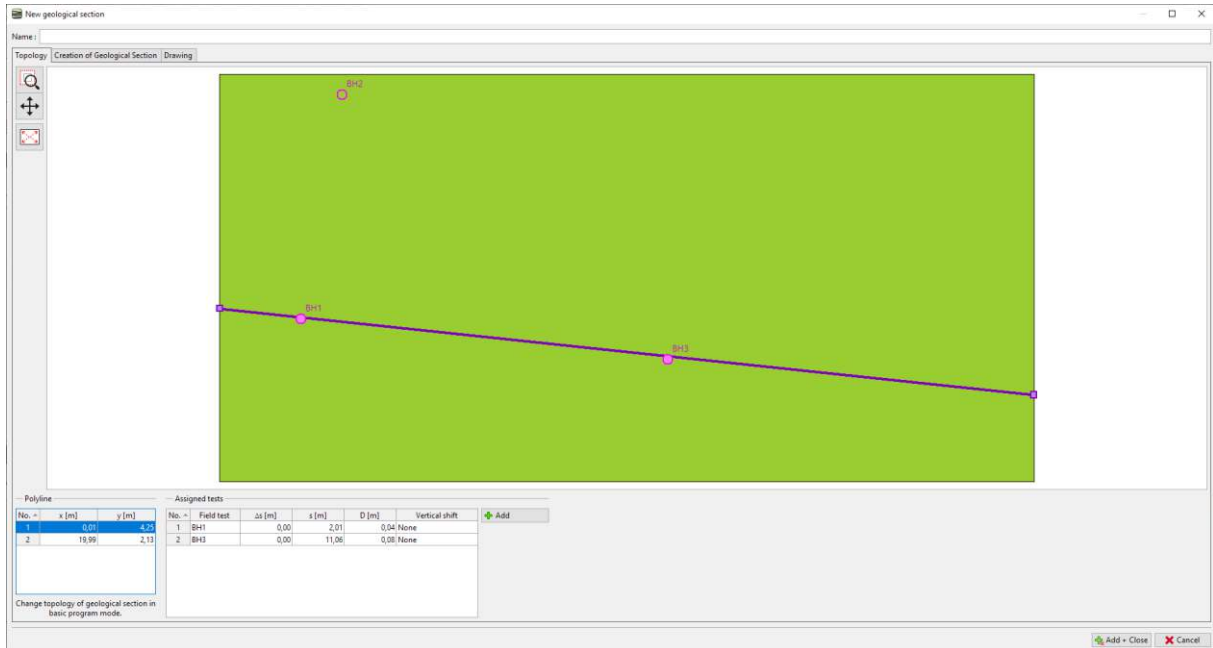 New geological section
Name :
Topology Creation of Geological Section Drawing
BH2
BH1
BH3
Polyline
No. x [m] y [m]
1 0,01 4,25
2 19,99 2,13
Change topology of geological section in
basic program mode.
Assigned tests
No. Field test Δs [m] s [m] D [m] Vertical shift
1 BH1 0,00 2,01 0,04 None
2 BH3 0,00 11,06 0,08 None
Add
Add + Close Cancel